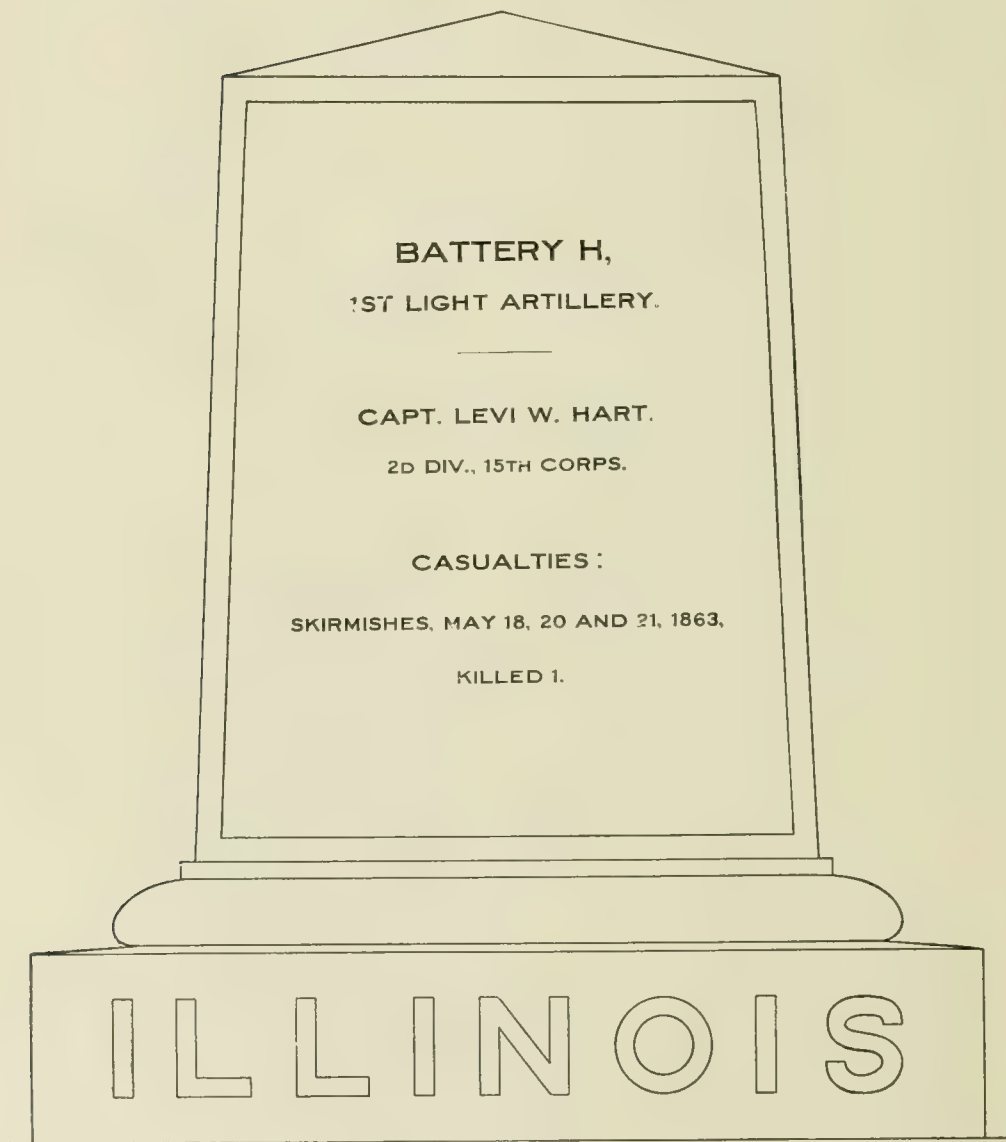 BATTERY H,
1ST LIGHT ARTILLERY.
CAPT. LEVI W. HART.
2D DIV., 15TH CORPS.
CASUALTIES:
SKIRMISHES, MAY 18, 20 AND 21, 1863,
KILLED 1.
ILLINOIS